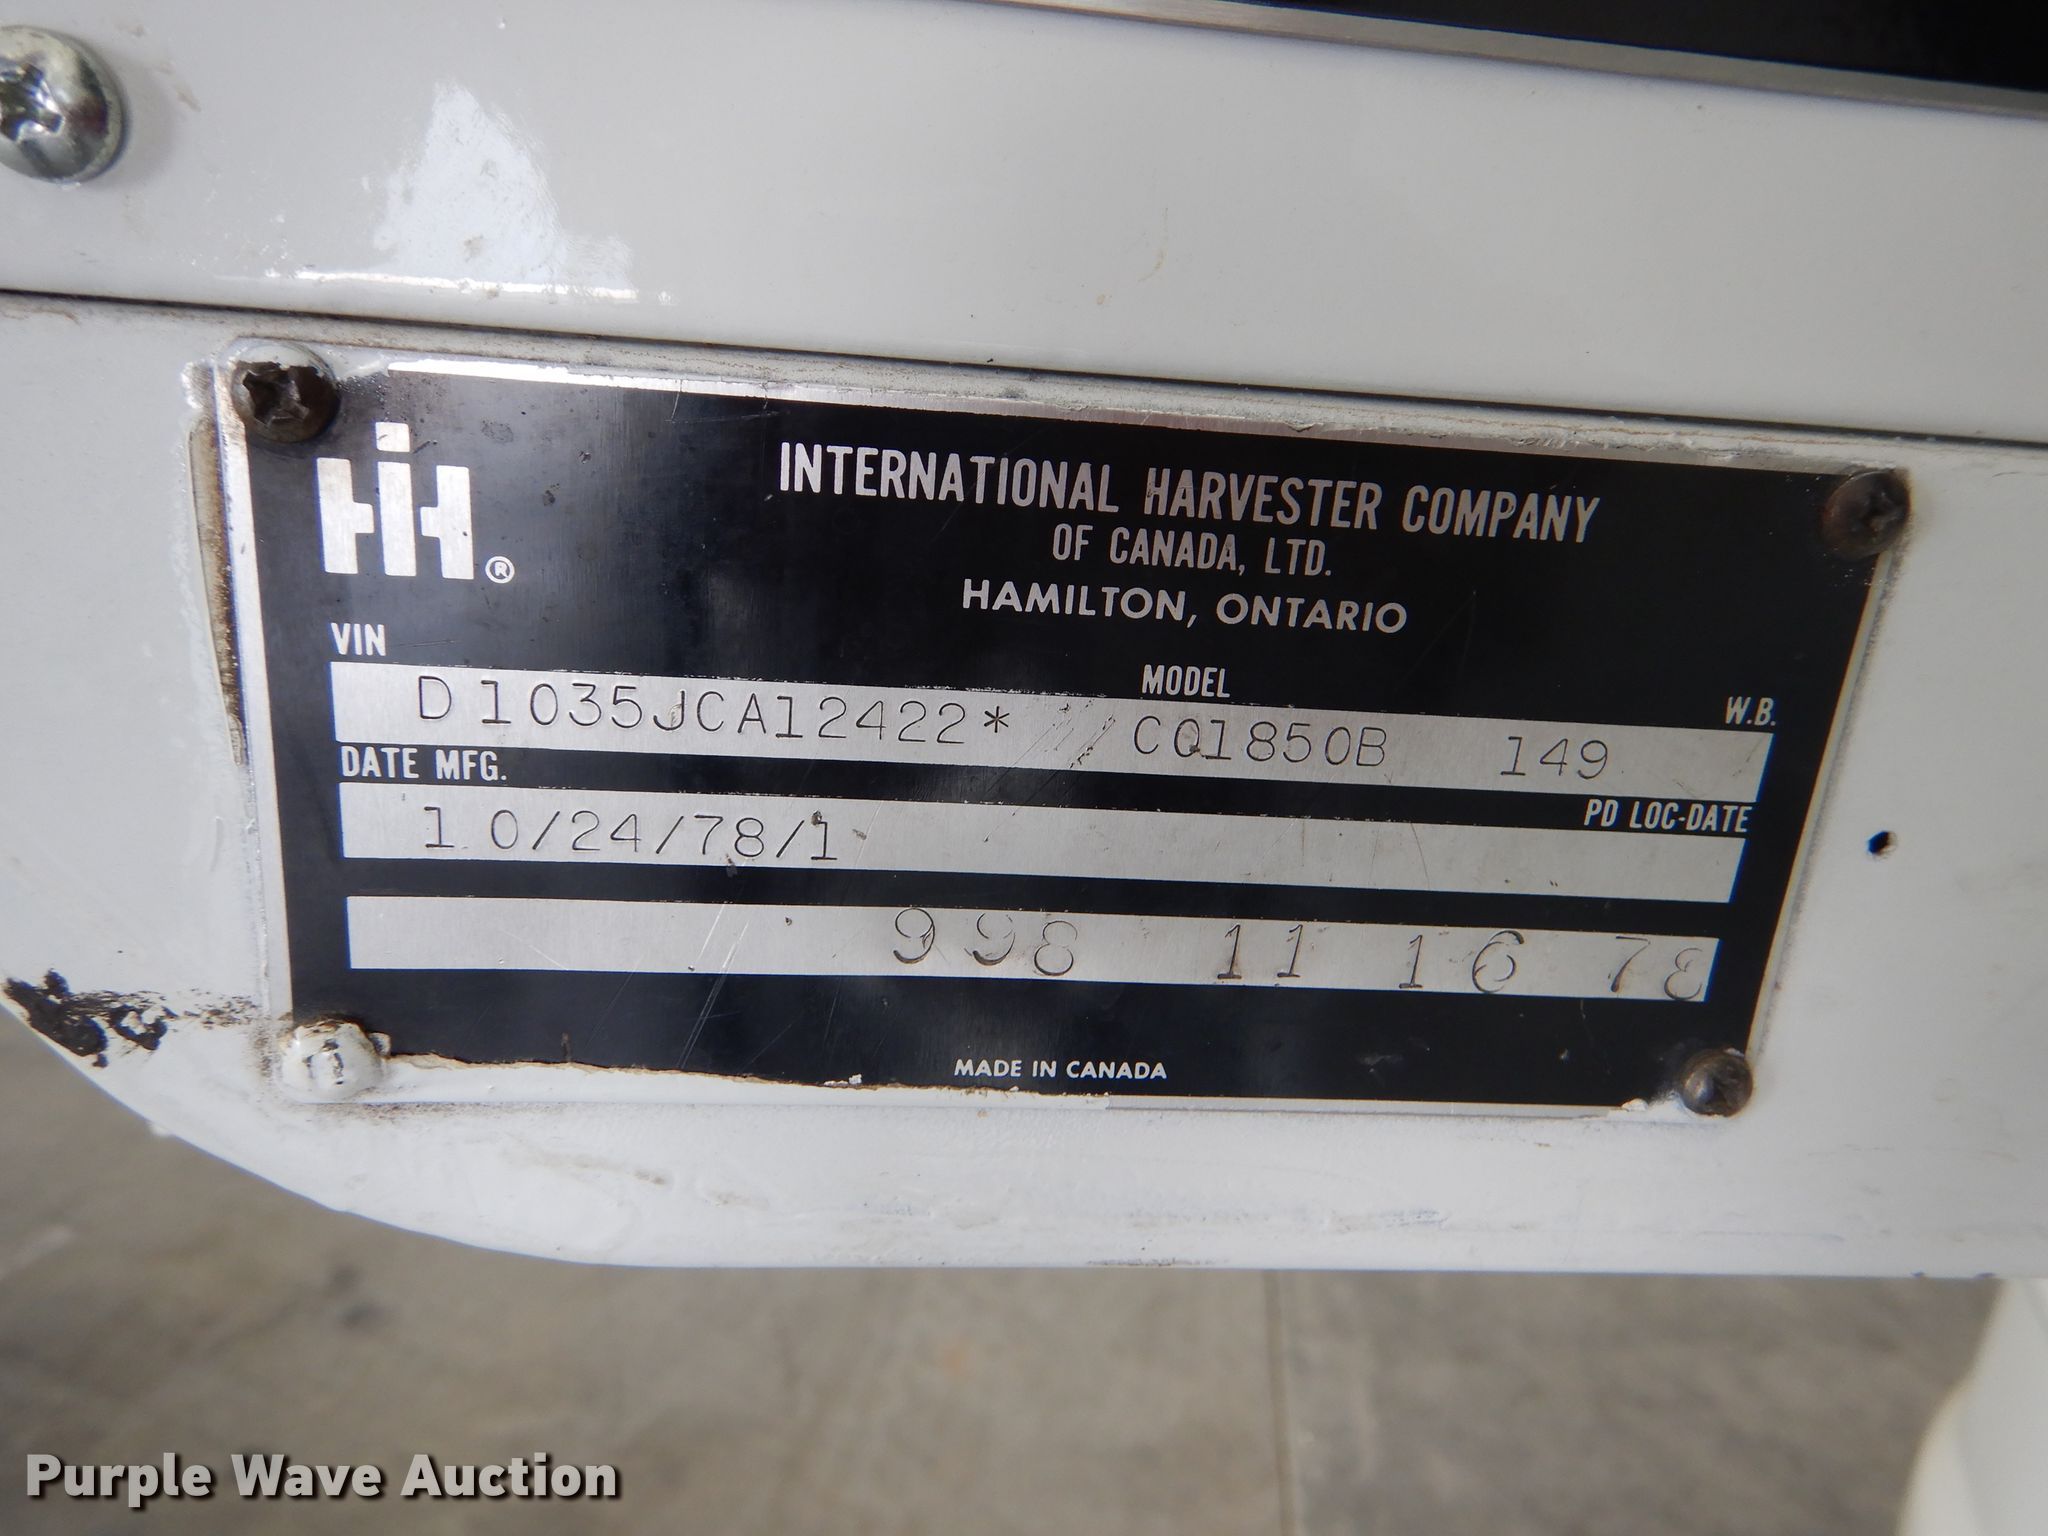 IH®
INTERNATIONAL HARVESTER COMPANY
OF CANADA, LTD.
HAMILTON, ONTARIO
VIN MODEL W.B.
D1035JCA12422* CO1850B 149
DATE MFG. PD LOC-DATE
10/24/78/1
998 11 16 78
MADE IN CANADA
Purple Wave Auction